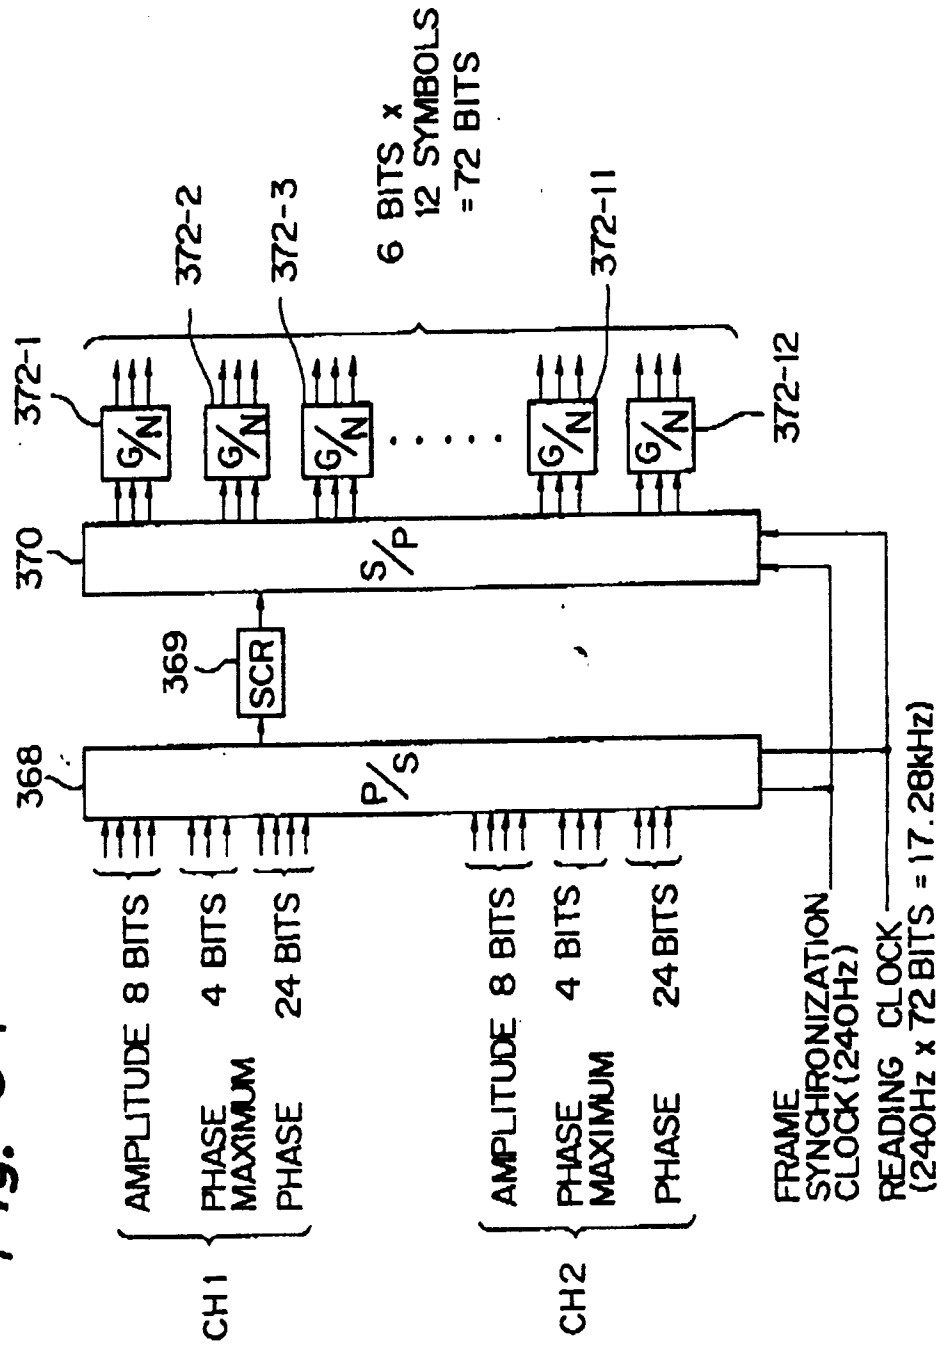 Fig.
368
369
370
372-1
372-2
372-3
372-11
372-12
CH1
AMPLITUDE 8 BITS
PHASE
MAXIMUM
4 BITS
PHASE 24 BITS
CH2
AMPLITUDE 8 BITS
PHASE
MAXIMUM
4 BITS
PHASE 24 BITS
P/S
SCR
S/P
G/N
G/N
G/N
.....
G/N
G/N
6 BITS x
12 SYMBOLS
= 72 BITS
FRAME
SYNCHRONIZATION
CLOCK (240Hz)
READING CLOCK
(240Hz x 72 BITS = 17.28kHz)